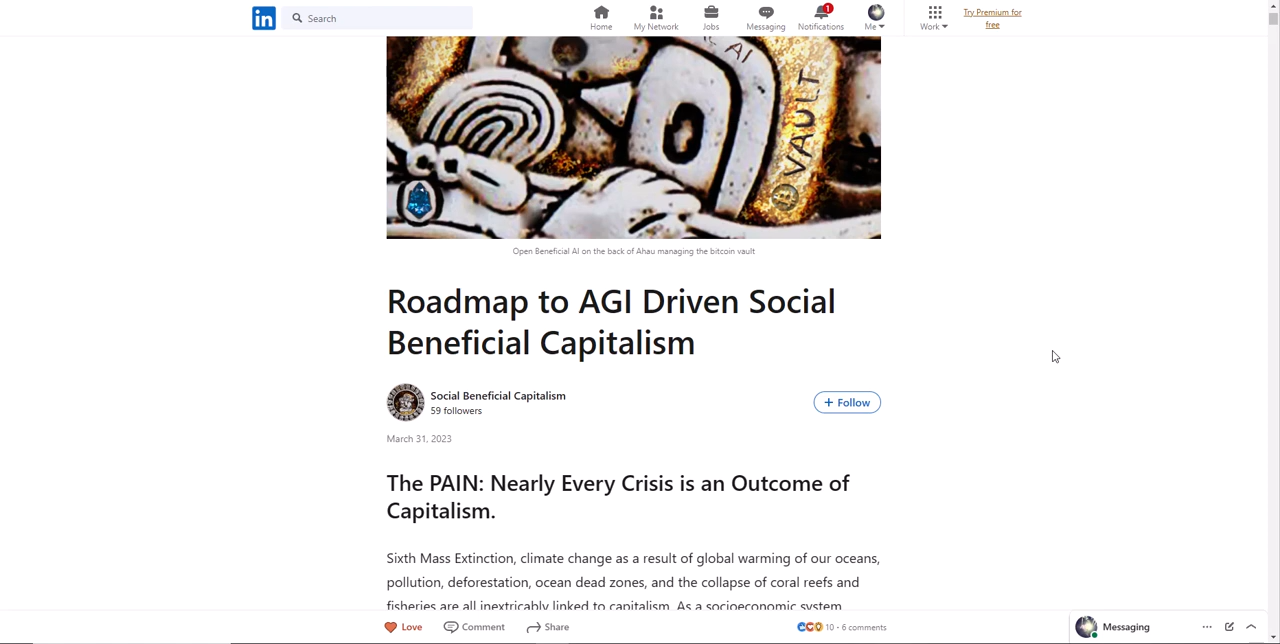 in
Search
Home
My Network
Jobs
Messaging
1
Notifications
Me
Work
Try Premium for
free
AI
VAULT
Open Beneficial AI on the back of Ahau managing the bitcoin vault
Roadmap to AGI Driven Social
Beneficial Capitalism
Social Beneficial Capitalism
59 followers
+ Follow
March 31, 2023
The PAIN: Nearly Every Crisis is an Outcome of
Capitalism.
Sixth Mass Extinction, climate change as a result of global warming of our oceans,
pollution, deforestation, ocean dead zones, and the collapse of coral reefs and
fisheries are all inextricably linked to capitalism. As a socioeconomic system
Love
Comment
Share
10 - 6 comments
Messaging